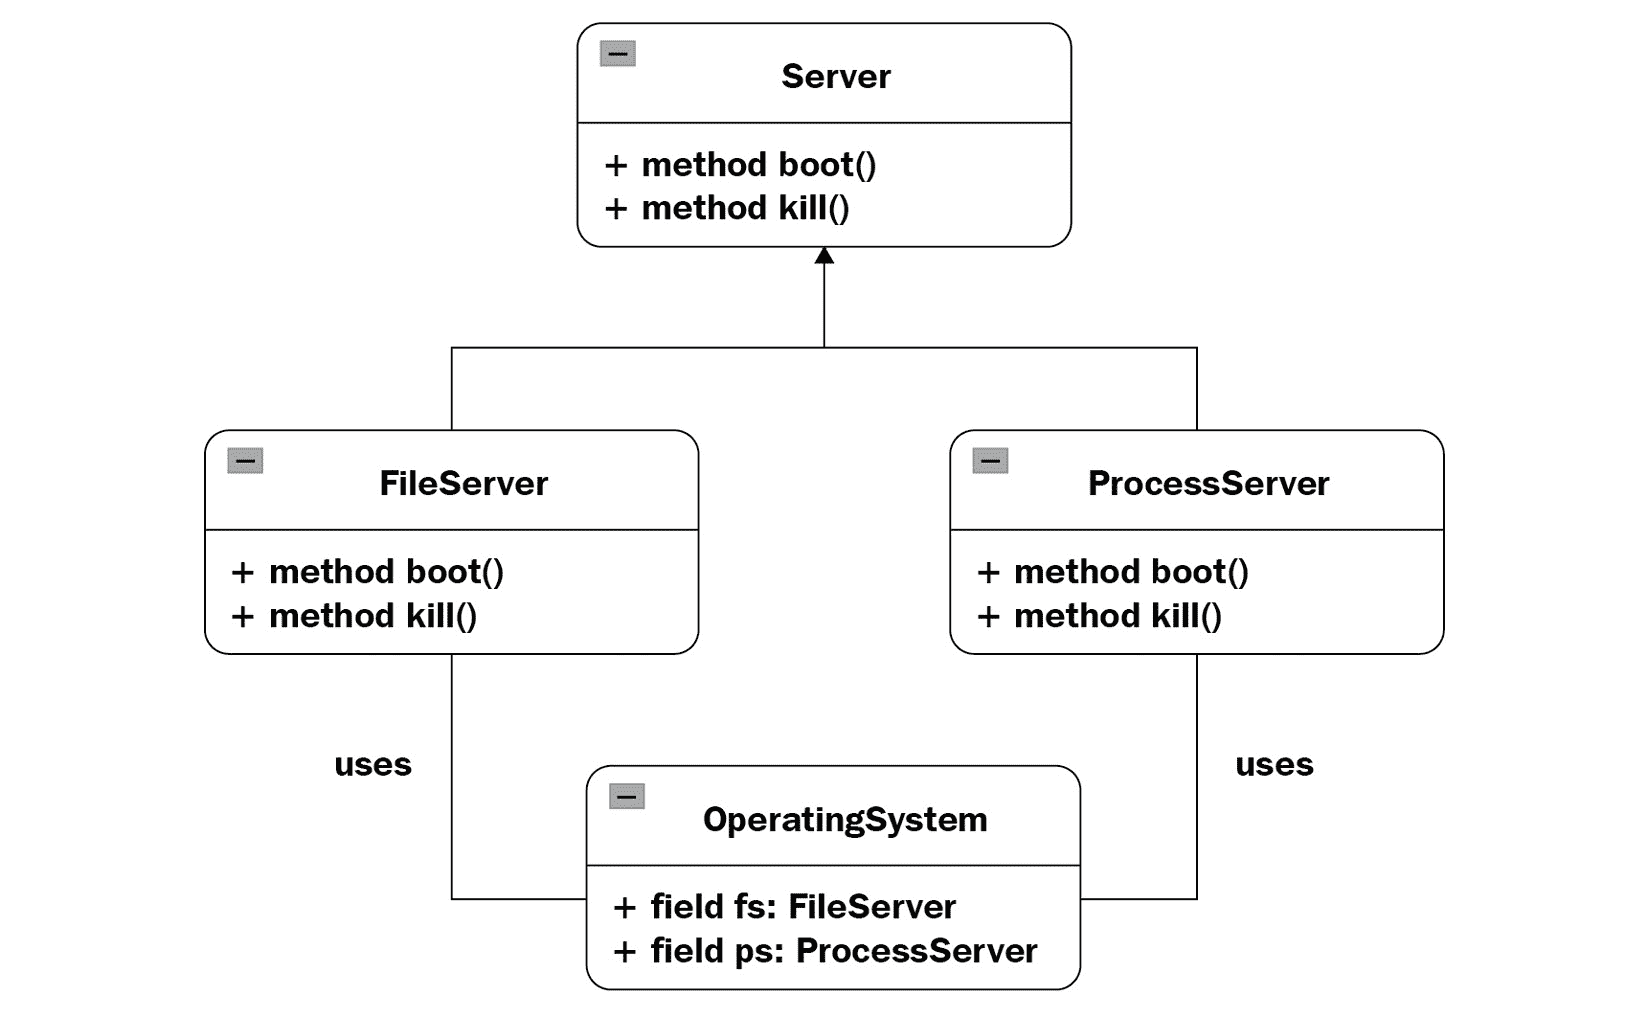 Server
+ method boot()
+ method kill()
FileServer
+ method boot()
+ method kill()
ProcessServer
+ method boot()
+ method kill()
uses
uses
OperatingSystem
+ field fs: FileServer
+ field ps: ProcessServer